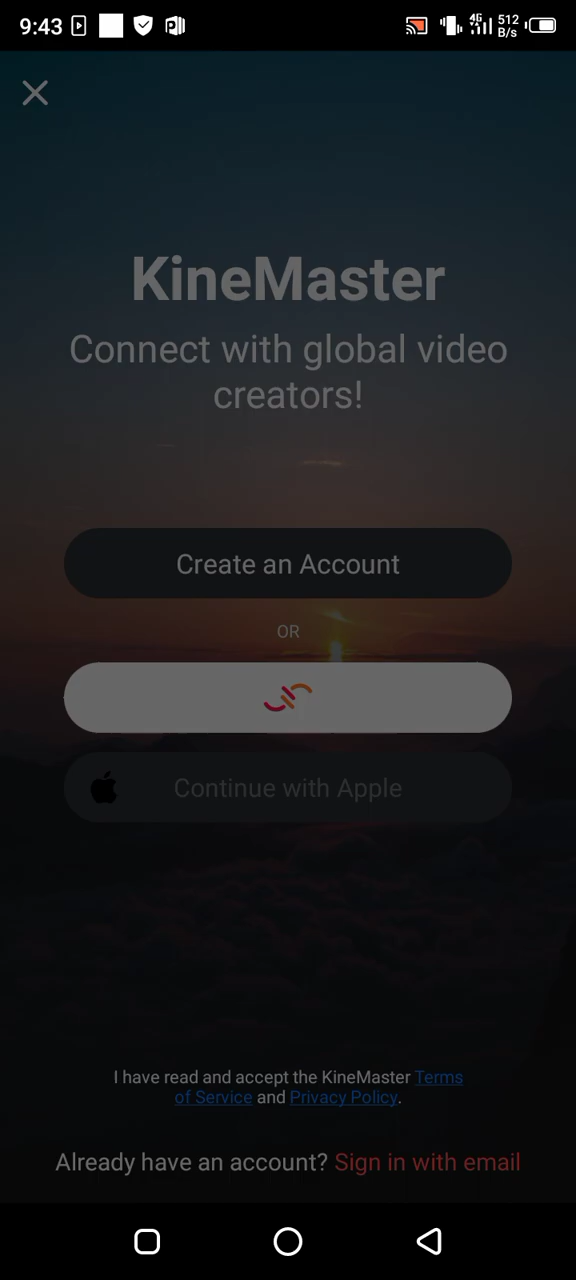 9:43
4G
512
B/s
KineMaster
Connect with global video
creators!
Create an Account
OR
Continue with Apple
I have read and accept the KineMaster Terms
of Service and Privacy Policy.
Already have an account? Sign in with email